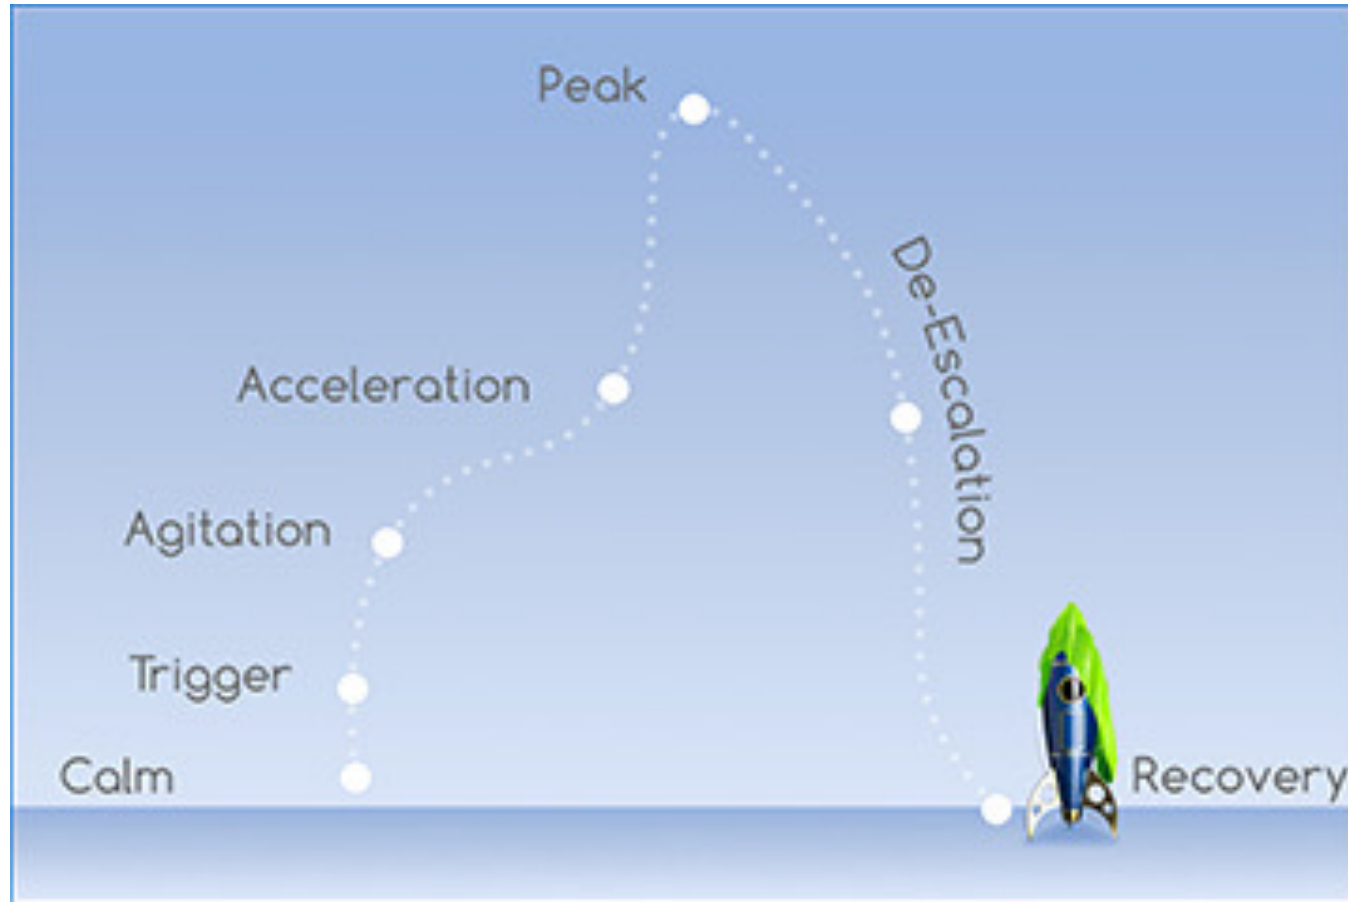 Peak
De-Escalation
Acceleration
Agitation
Trigger
Calm
Recovery